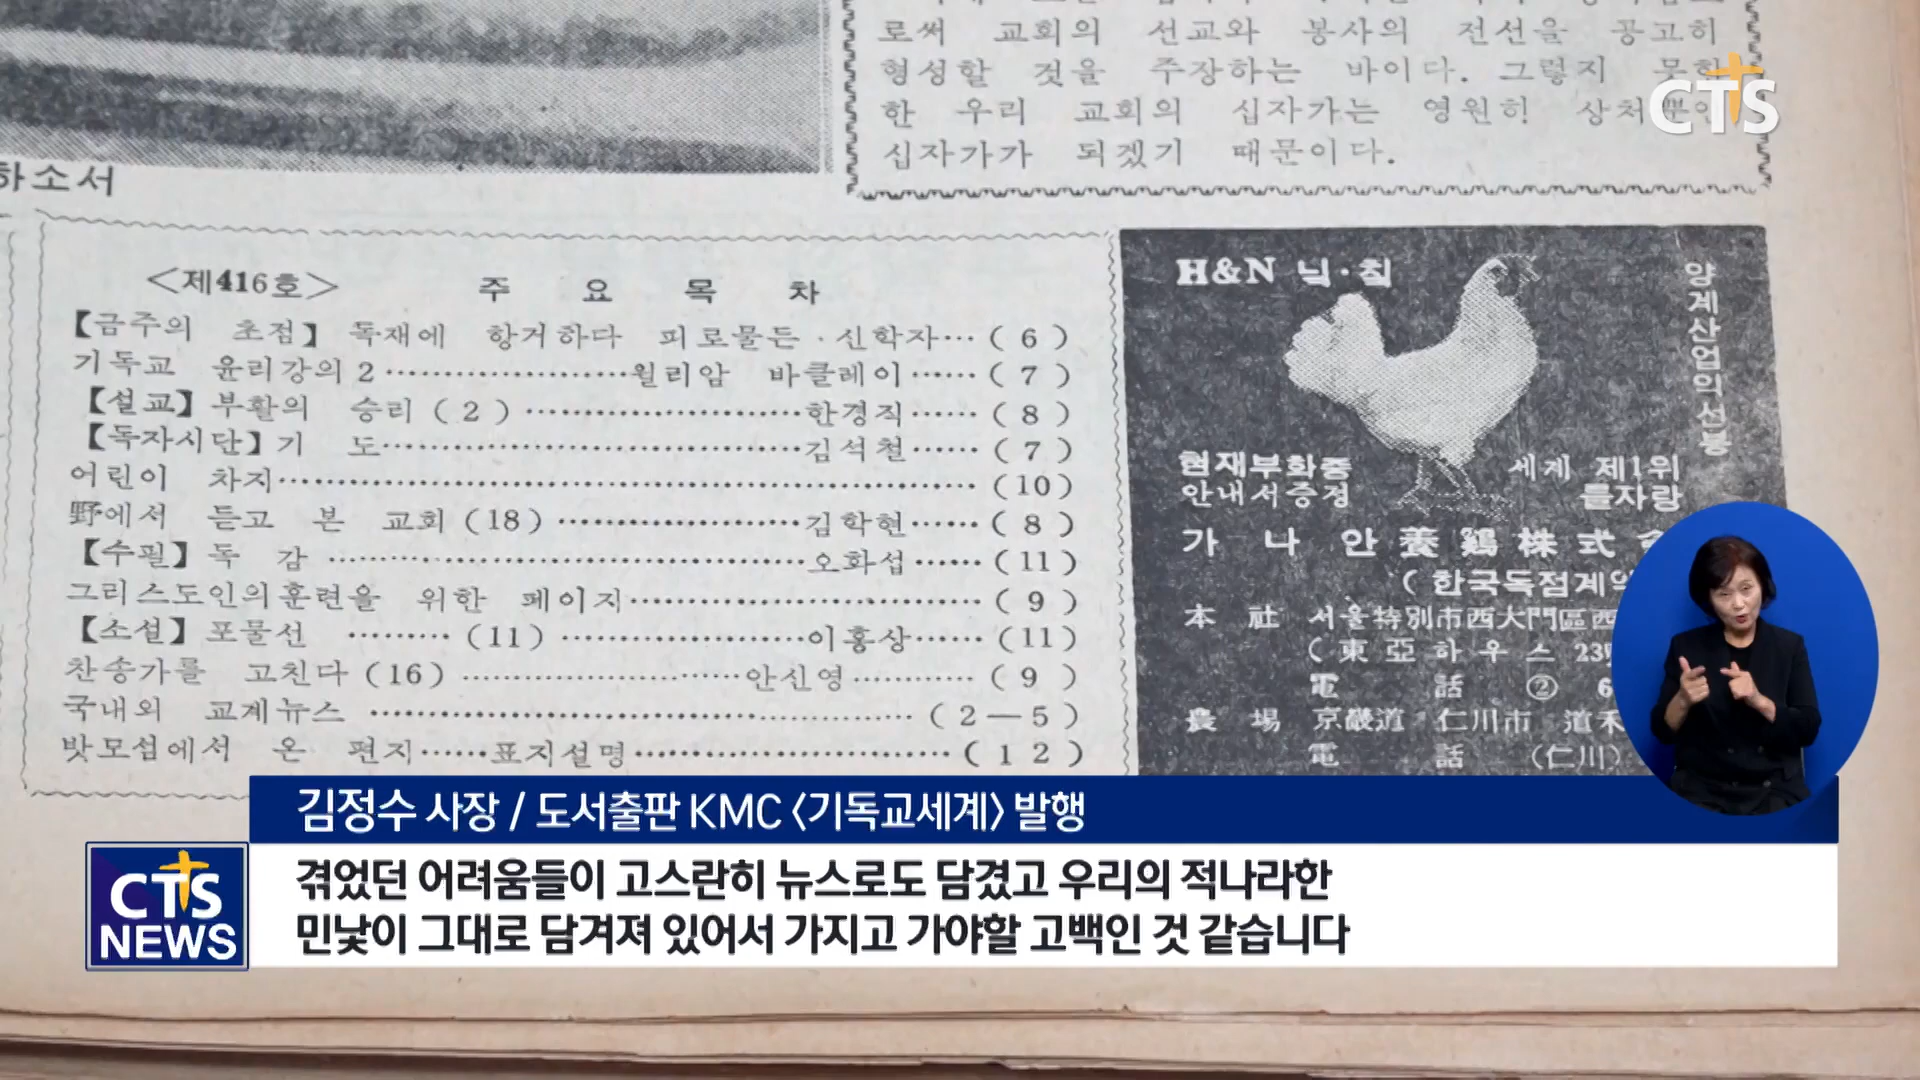 로써 교회의 선교와 봉사의 전선을 공고히
형성할 것을 주장하는 바이다. 그렇지 못하
한 우리 교회의 십자가는 영원히 상처뿐인
십자가가 되겠기 때문이다.
CTS
하소서
<제416호> 주요목차
【금주의 초점】 독재에 항거하다 피로물든·신학자…(6)
기독교 윤리강의 2……윌리암 바클레이……(7)
【설교】부활의 승리(2)……한경직……(8)
【독자시단】기 도……김석철……(7)
어린이 차지……(10)
野에서 듣고 본 교회(18)……김학현……(8)
【수필】독 감……오화섭……(11)
그리스도인의훈련을 위한 페이지……(9)
【소설】포물선……(11)……이홍상……(11)
찬송가를 고친다(16)……안신영……(9)
국내외 교계뉴스……(2—5)
밧모섬에서 온 편지……표지설명……(12)
H&N 닉·칰
양계산업의선봉
현재부화중
안내서증정
세계 제1위
를자랑
가나안養鷄株式
(한국독점계약
本社 서울特別市西大門區西
(東亞하우스 23
電話 ② 6
農場 京畿道 仁川市 道禾
電話 (仁川)
김정수 사장 / 도서출판 KMC <기독교세계> 발행
CTS
NEWS
겪었던 어려움들이 고스란히 뉴스로도 담겼고 우리의 적나라한
민낯이 그대로 담겨져 있어서 가지고 가야할 고백인 것 같습니다